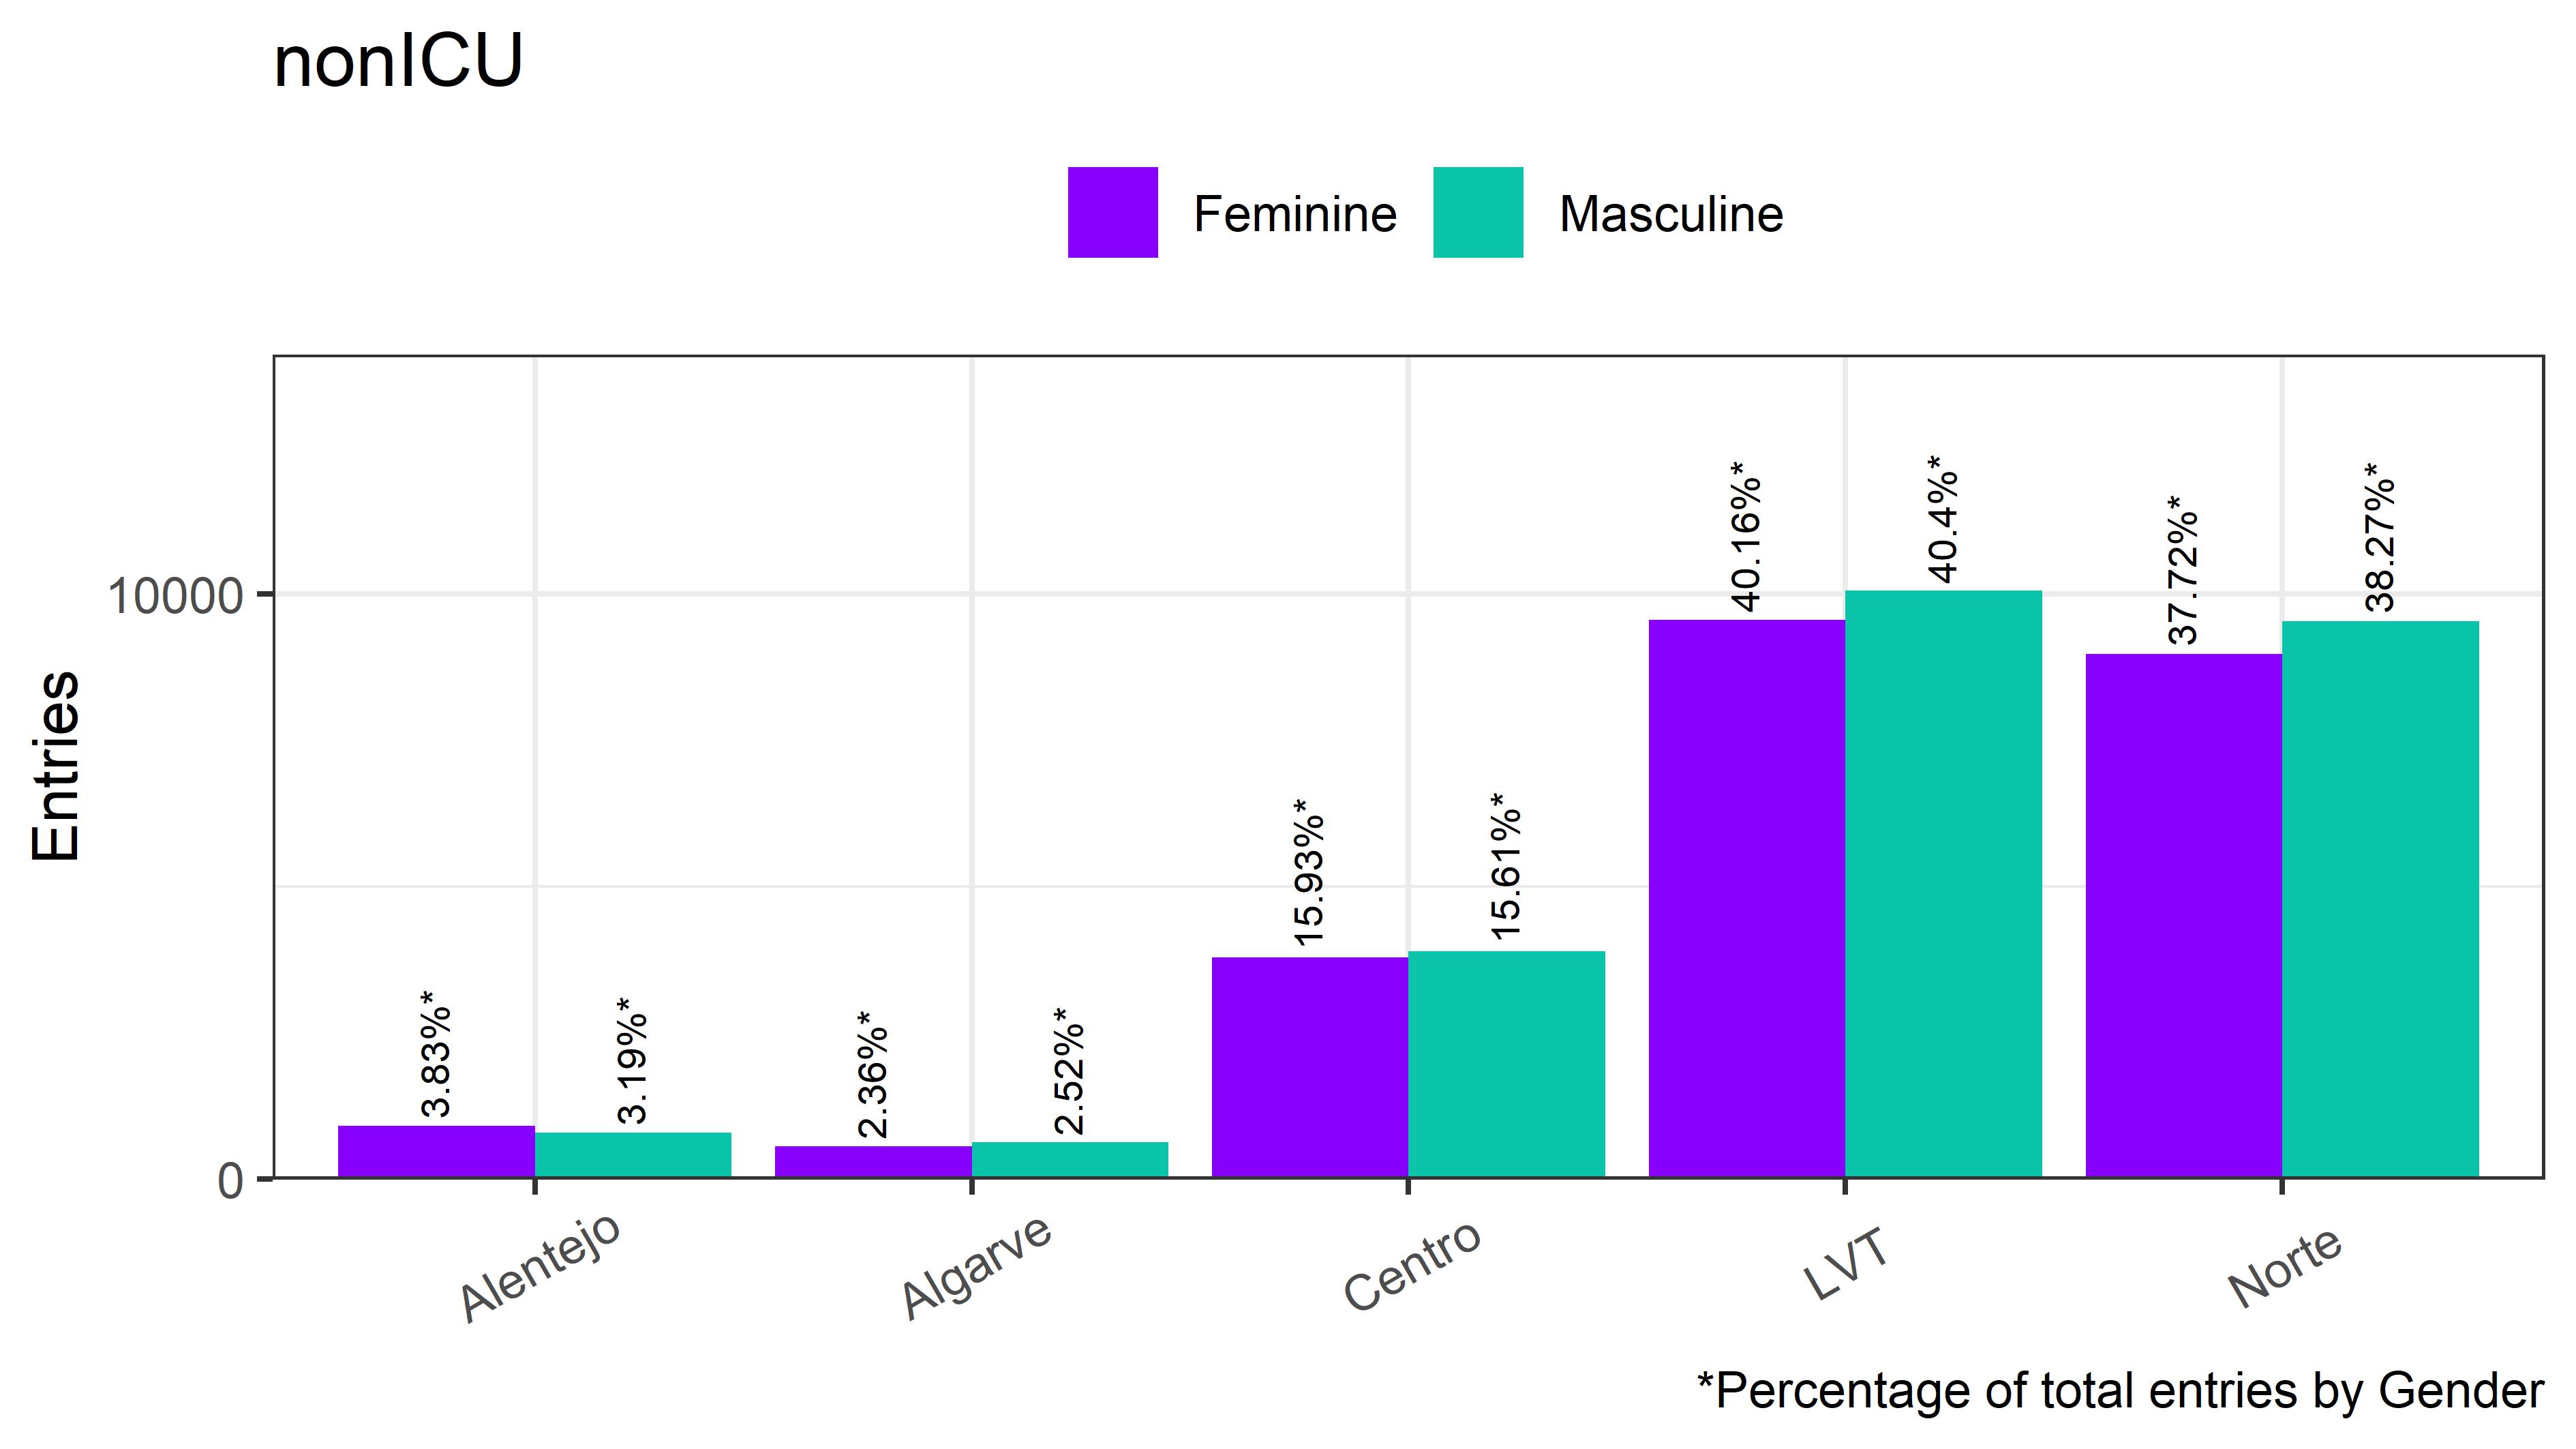 nonICU
Feminine
Masculine
Entries
10000
0
3.83%*
3.19%*
2.36%*
2.52%*
15.93%*
15.61%*
40.16%*
40.4%*
37.72%*
38.27%*
Alentejo
Algarve
Centro
LVT
Norte
*Percentage of total entries by Gender